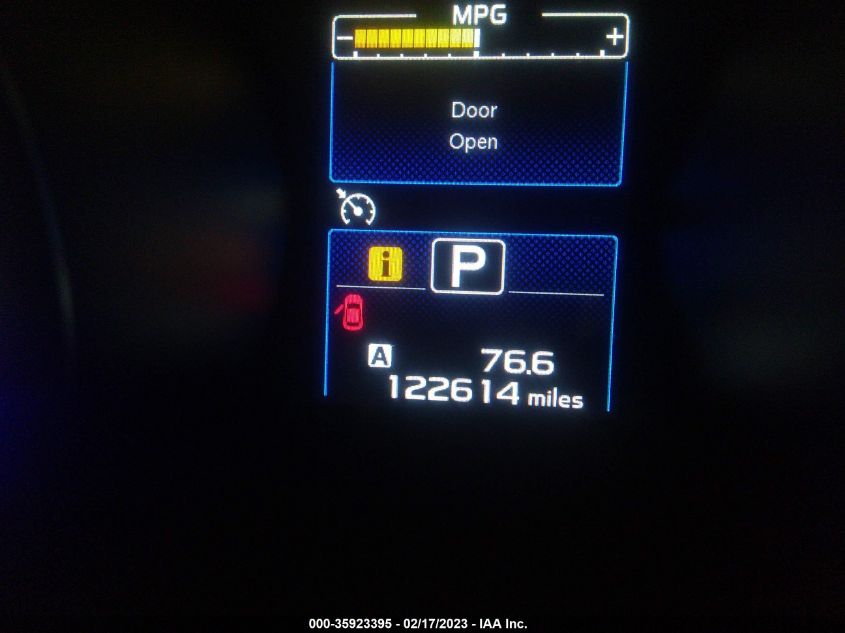 MPG
- +
Door
Open
i P
A 76.6
122614 miles
000-35923395 - 02/17/2023 - IAA Inc.